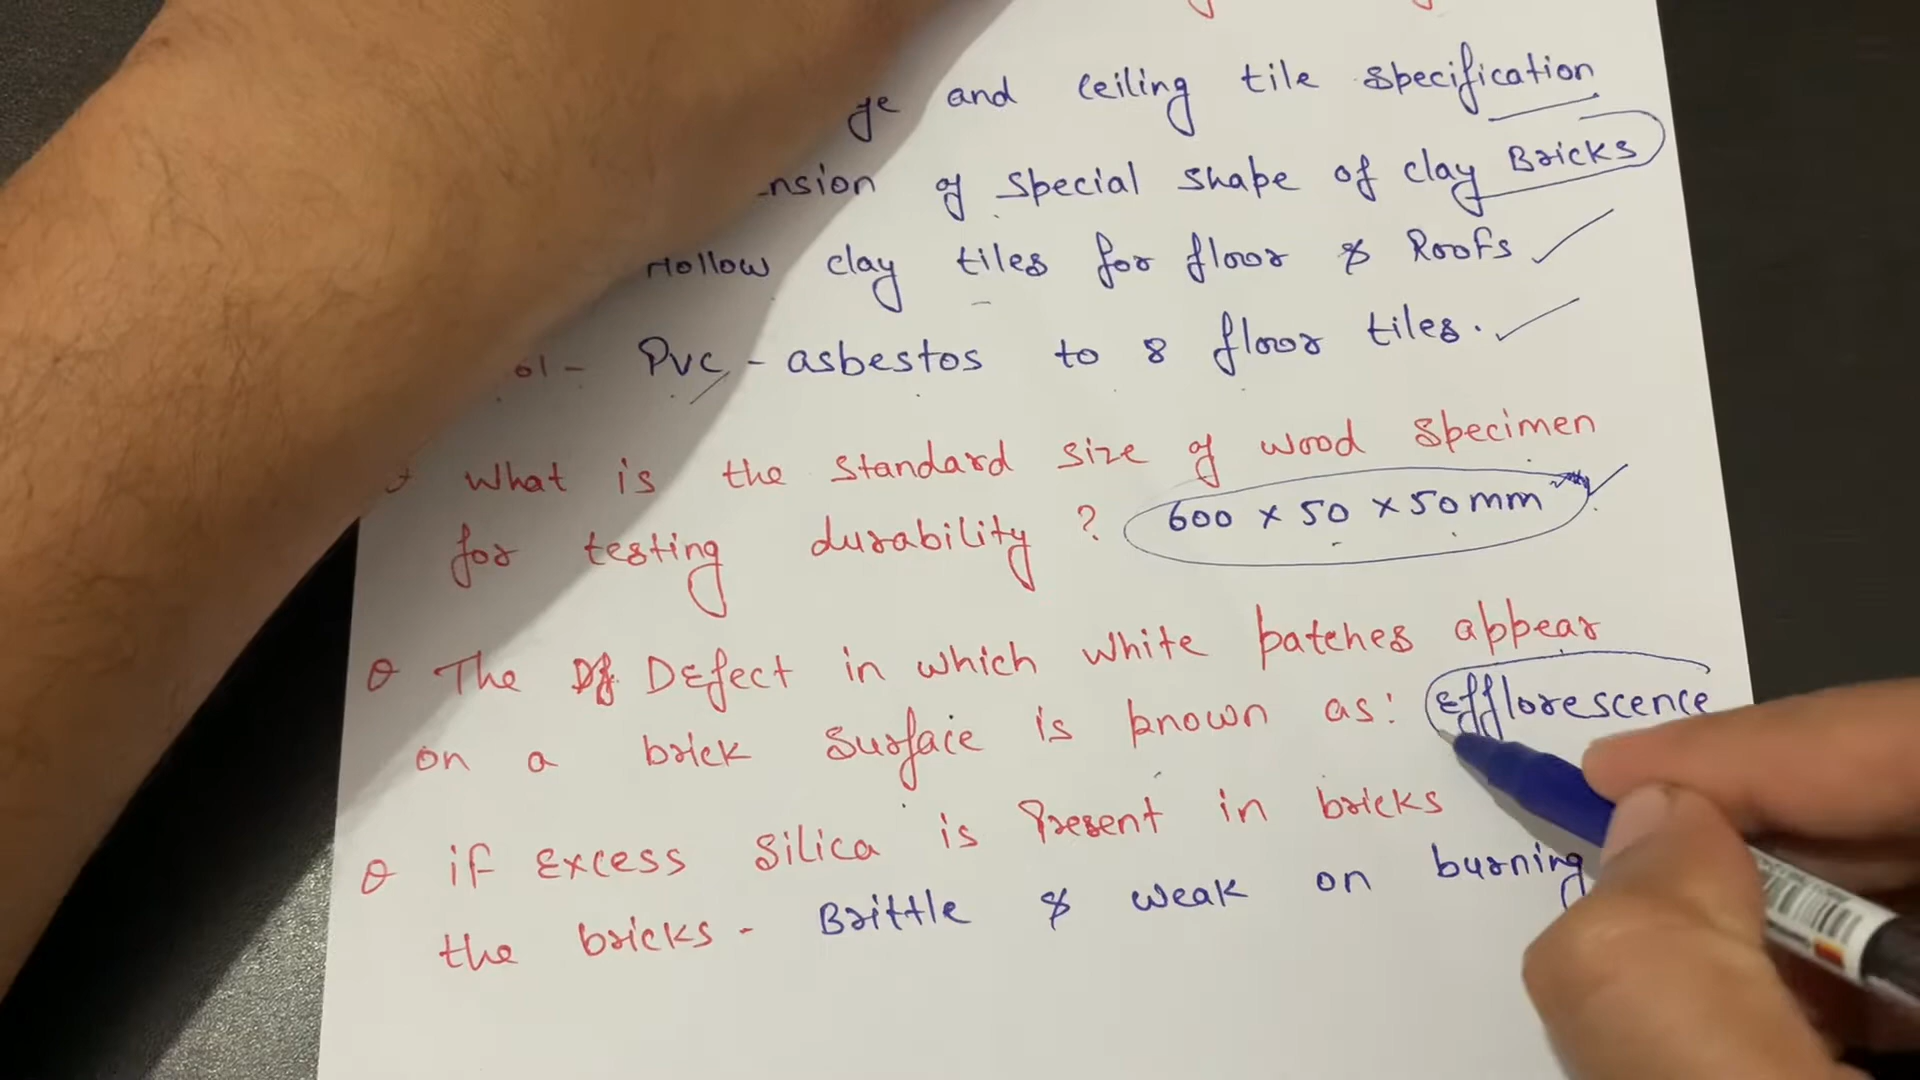 and Ceiling tile specification
of special shape of clay Bricks
Hollow clay tiles for floor & Roofs
PVC - asbestos to 8 floor tiles.
What is the standard size of wood specimen
for testing durability ? 600 x 50 x 50 mm
The Defect in which white patches appear
on a brick surface is known as: Efflorescence
if Excess silica is Present in bricks
the bricks - Brittle & weak on burning